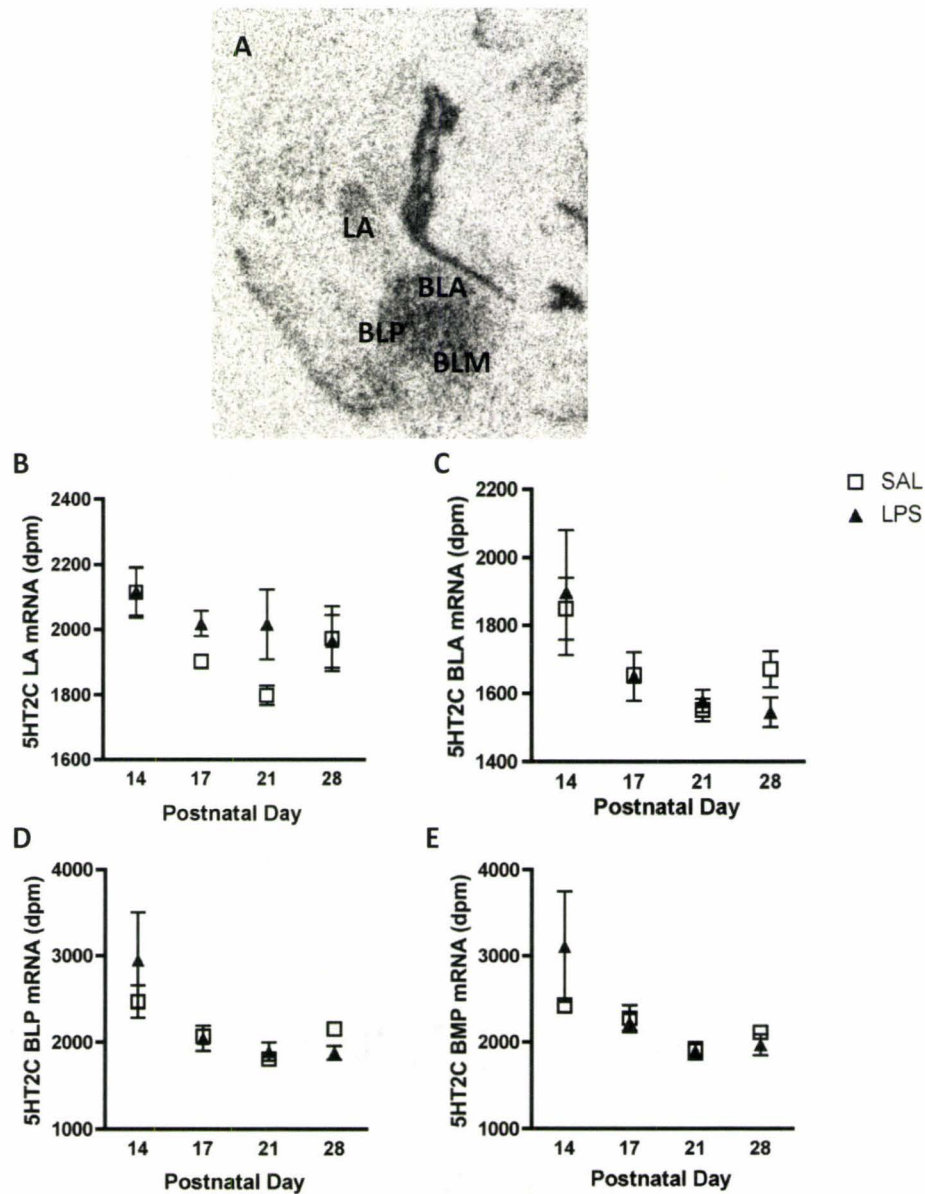 A
LA
BLA
BLP
BLM
B
5HT2C LA mRNA (dpm)
2400
2200
2000
1800
1600
14 17 21 28
Postnatal Day
C
5HT2C BLA mRNA (dpm)
2200
2000
1800
1600
1400
14 17 21 28
Postnatal Day
SAL
LPS
D
5HT2C BLP mRNA (dpm)
4000
3000
2000
1000
14 17 21 28
Postnatal Day
E
5HT2C BMP mRNA (dpm)
4000
3000
2000
1000
14 17 21 28
Postnatal Day